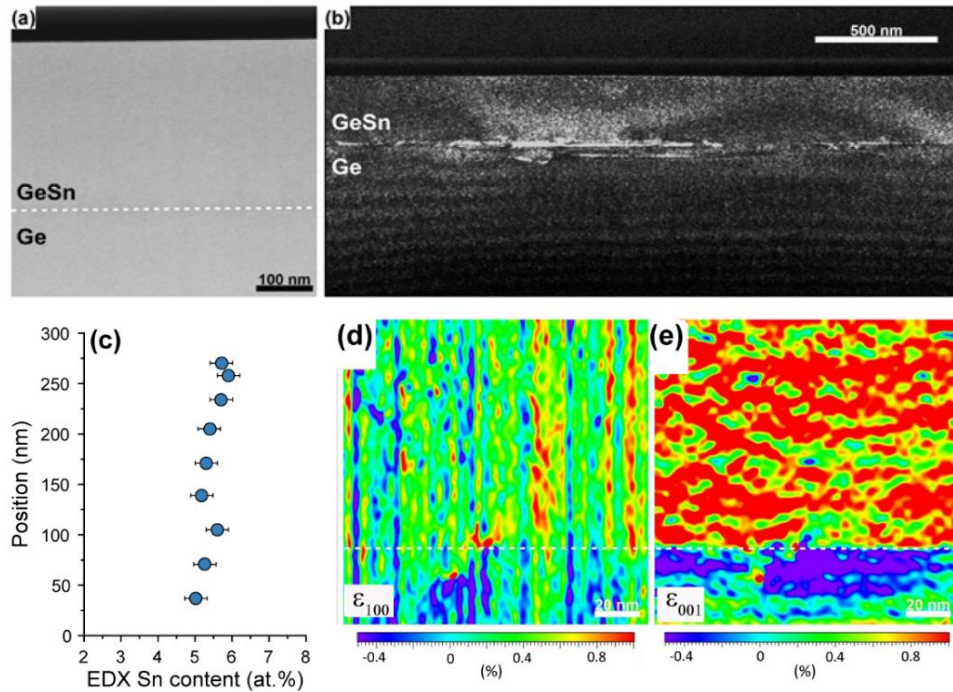 (a)
GeSn
Ge
100 nm
(b)
500 nm
GeSn
Ge
(c)
Position (nm)
300
250
200
150
100
50
0
2 3 4 5 6 7 8
EDX Sn content (at.%)
(d)
ε100
20 nm
-0.4 0 0.4 0.8
(%)
(e)
ε001
20 nm
-0.4 0 0.4 0.8
(%)